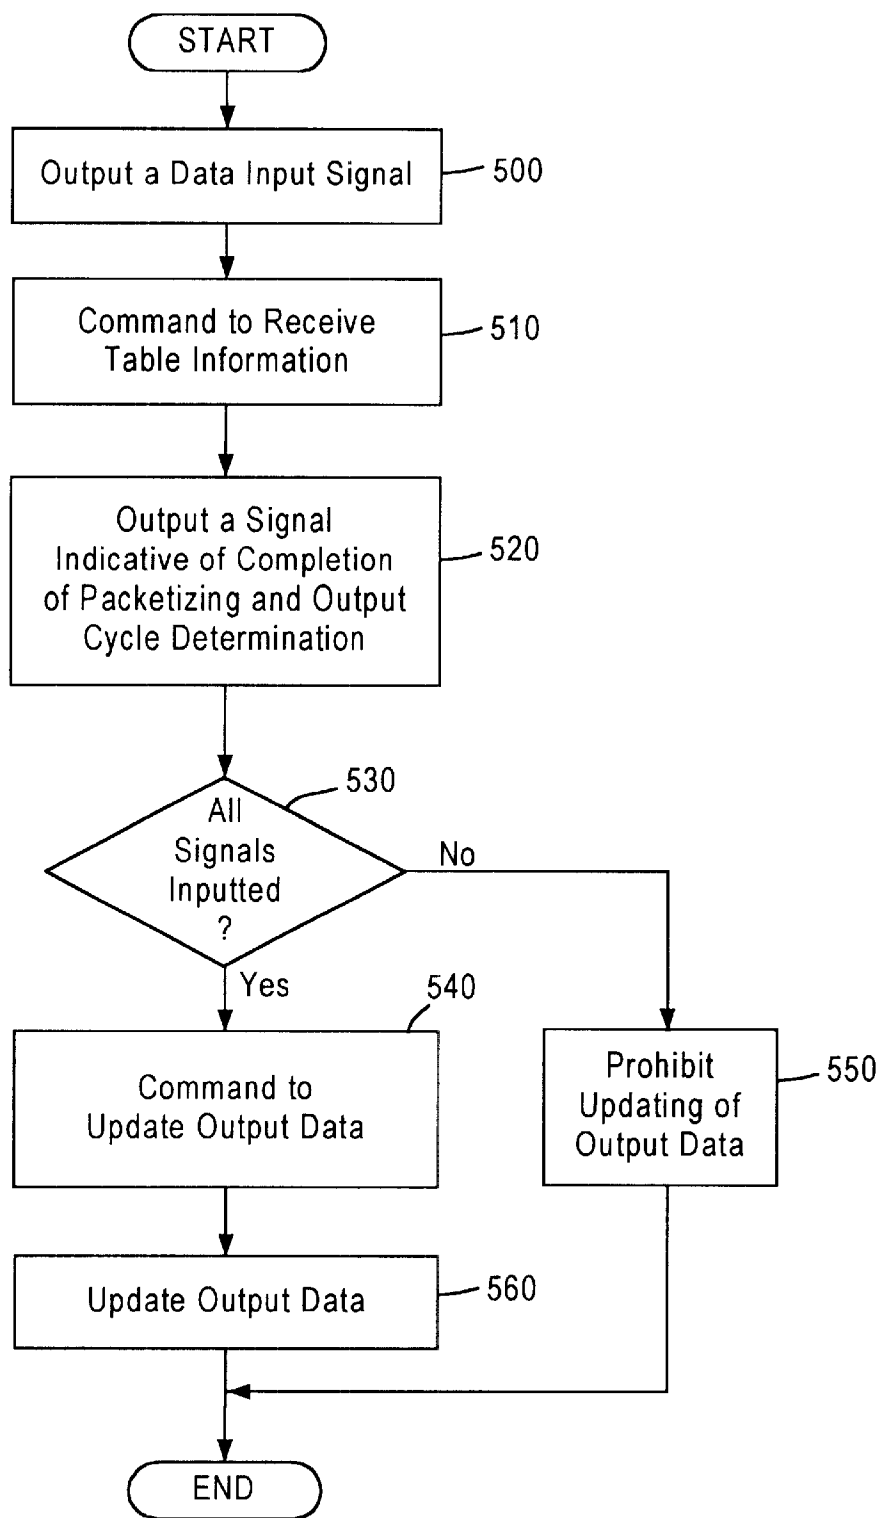 START
Output a Data Input Signal
500
Command to Receive
Table Information
510
Output a Signal
Indicative of Completion
of Packetizing and Output
Cycle Determination
520
530
All
Signals
Inputted
?
No
Yes
540
Command to
Update Output Data
Prohibit
Updating of
Output Data
550
Update Output Data
560
END